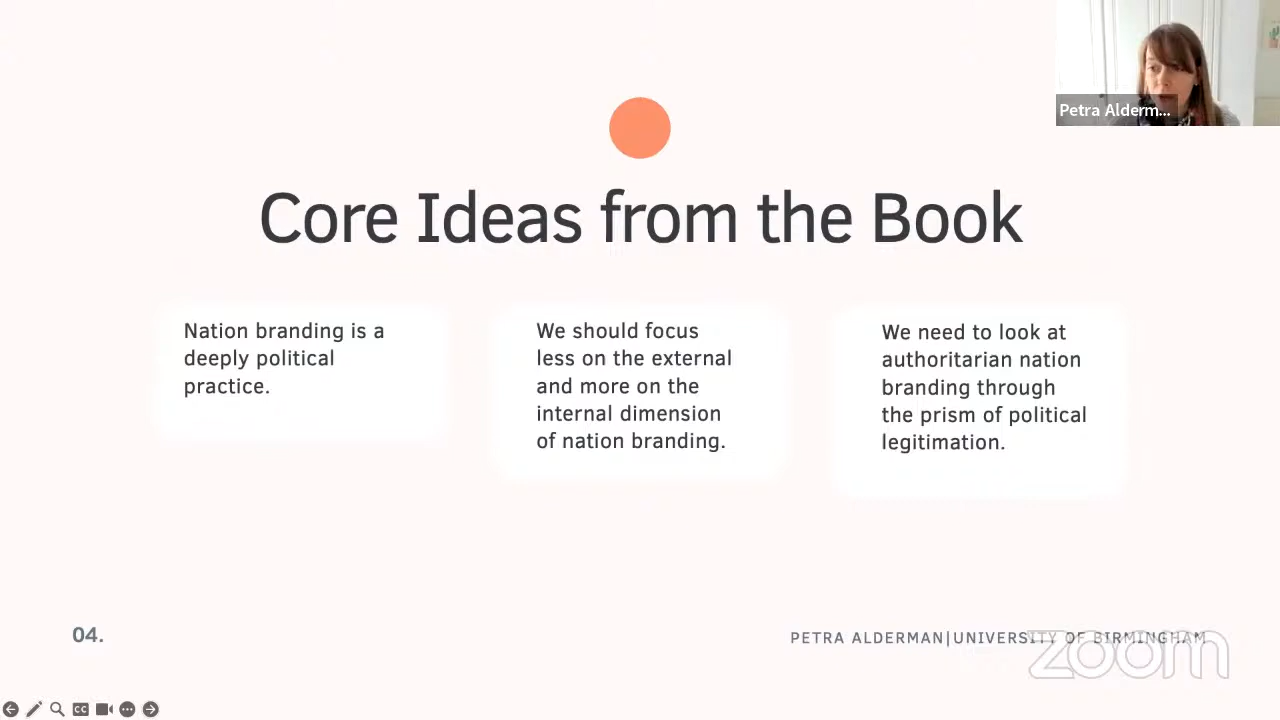 Petra Alderm...
Core Ideas from the Book
Nation branding is a
deeply political
practice.
We should focus
less on the external
and more on the
internal dimension
of nation branding.
We need to look at
authoritarian nation
branding through
the prism of political
legitimation.
04.
PETRA ALDERMAN|UNIVERSITY OF BIRMINGHAM
zoom
CC